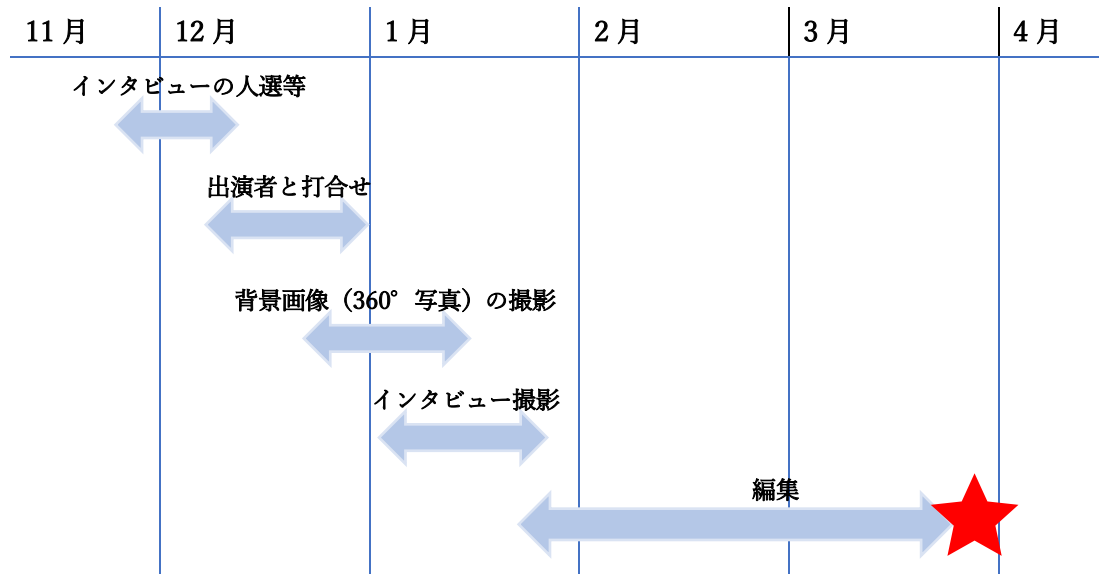 11月 12月 1月 2月 3月 4月
インタビューの人選等
出演者と打合せ
背景画像（360°写真）の撮影
インタビュー撮影
編集